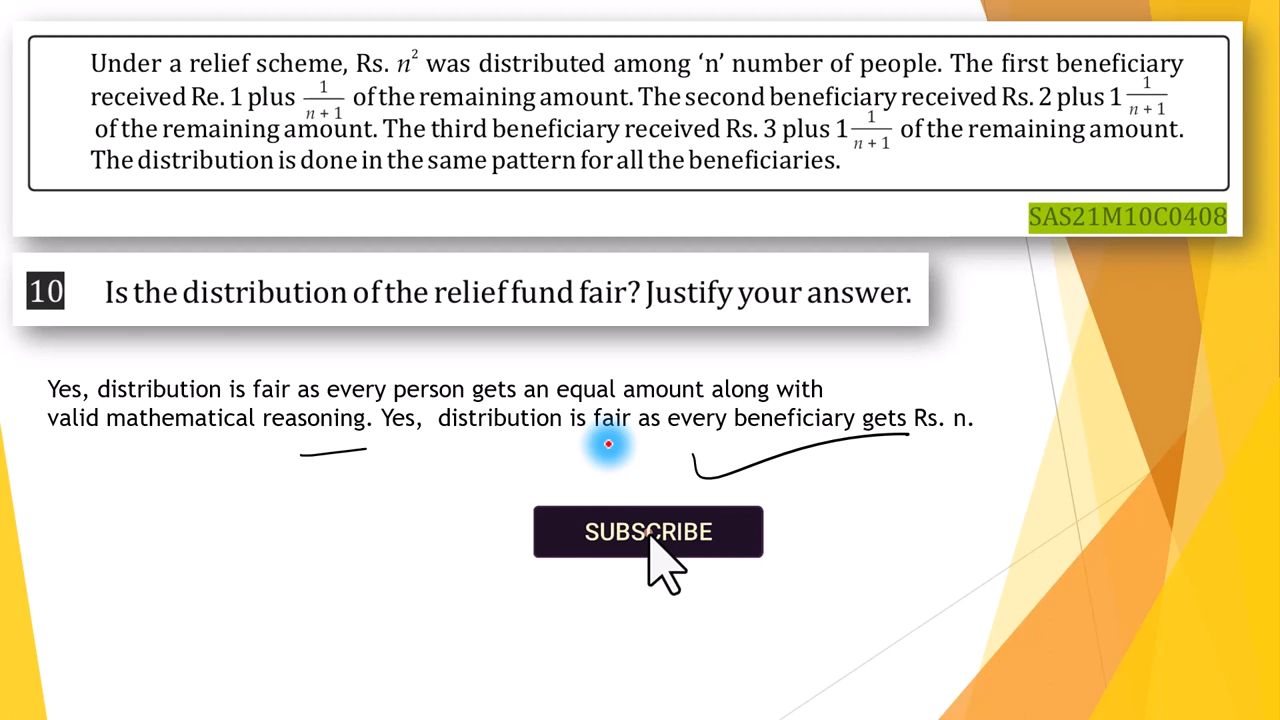 Under a relief scheme, Rs. n² was distributed among ‘n’ number of people. The first beneficiary
received Re. 1 plus 1/(n + 1) of the remaining amount. The second beneficiary received Rs. 2 plus 1 1/(n + 1)
of the remaining amount. The third beneficiary received Rs. 3 plus 1 1/(n + 1) of the remaining amount.
The distribution is done in the same pattern for all the beneficiaries.
SAS21M10C0408
10 Is the distribution of the relief fund fair? Justify your answer.
Yes, distribution is fair as every person gets an equal amount along with
valid mathematical reasoning. Yes, distribution is fair as every beneficiary gets Rs. n.
SUBSCRIBE